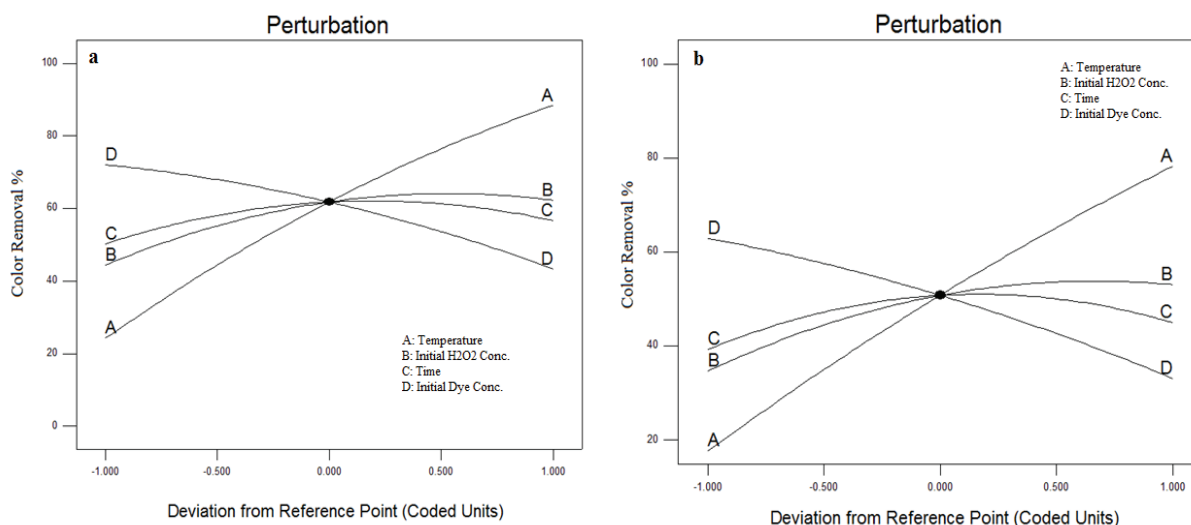 Perturbation
a
Color Removal %
100
80
60
40
20
0
D
C
B
A
A
B
C
D
A: Temperature
B: Initial H2O2 Conc.
C: Time
D: Initial Dye Conc.
-1.000
-0.500
0.000
0.500
1.000
Deviation from Reference Point (Coded Units)
Perturbation
b
Color Removal %
100
80
60
40
20
A: Temperature
B: Initial H2O2 Conc.
C: Time
D: Initial Dye Conc.
D
C
B
A
A
B
C
D
-1.000
-0.500
0.000
0.500
1.000
Deviation from Reference Point (Coded Units)